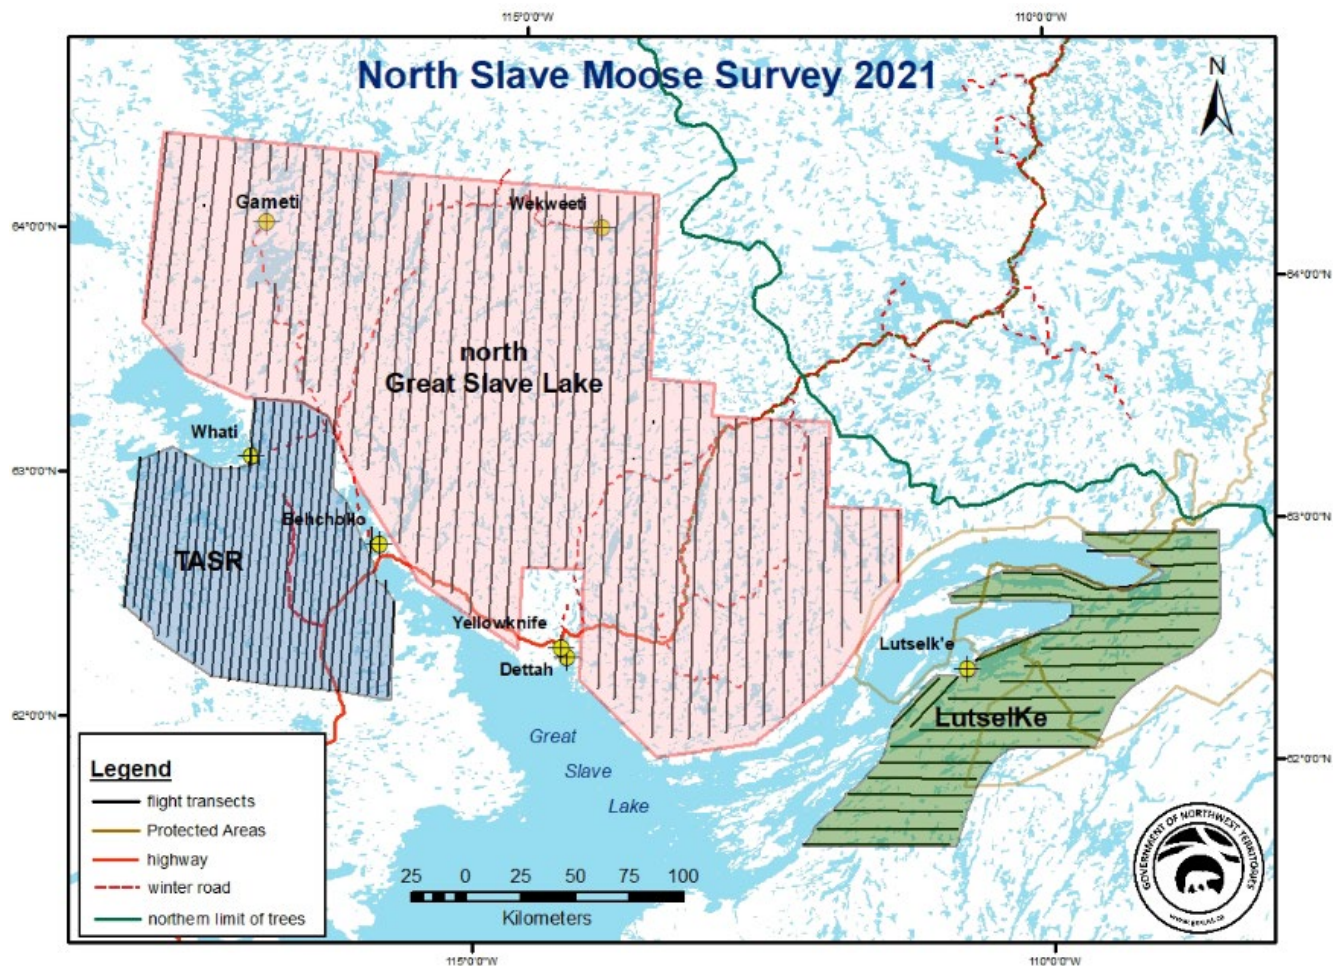 115°0'0"W
110°0'0"W
North Slave Moose Survey 2021
N
Gameti
Wekweeti
64°0'0"N
64°0'0"N
north
Great Slave Lake
Whati
63°0'0"N
Behchoko
63°0'0"N
TASR
Yellowknife
Lutselk'e
Dettah
62°0'0"N
LutselKe
Great
Slave
Lake
62°0'0"N
Legend
flight transects
Protected Areas
highway
winter road
northern limit of trees
25 0 25 50 75 100
Kilometers
GOVERNMENT OF NORTHWEST TERRITORIES
115°0'0"W
110°0'0"W